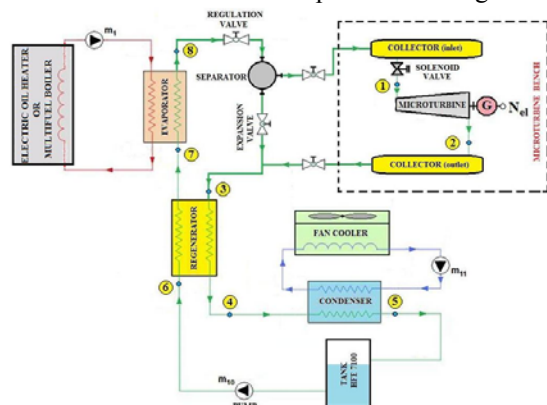 REGULATION
VALVE
m1
8
COLLECTOR (inlet)
SEPARATOR
SOLENOID
VALVE
1
ELECTRIC OIL HEATER
OR
MULTIFUEL BOILER
EVAPORATOR
EXPANSION
VALVE
MICROTURBINE
G
Nel
MICROTURBINE BENCH
2
7
COLLECTOR (outlet)
3
REGENERATOR
FAN COOLER
6
m11
4
CONDENSER
5
TANK
HFE 7100
m10